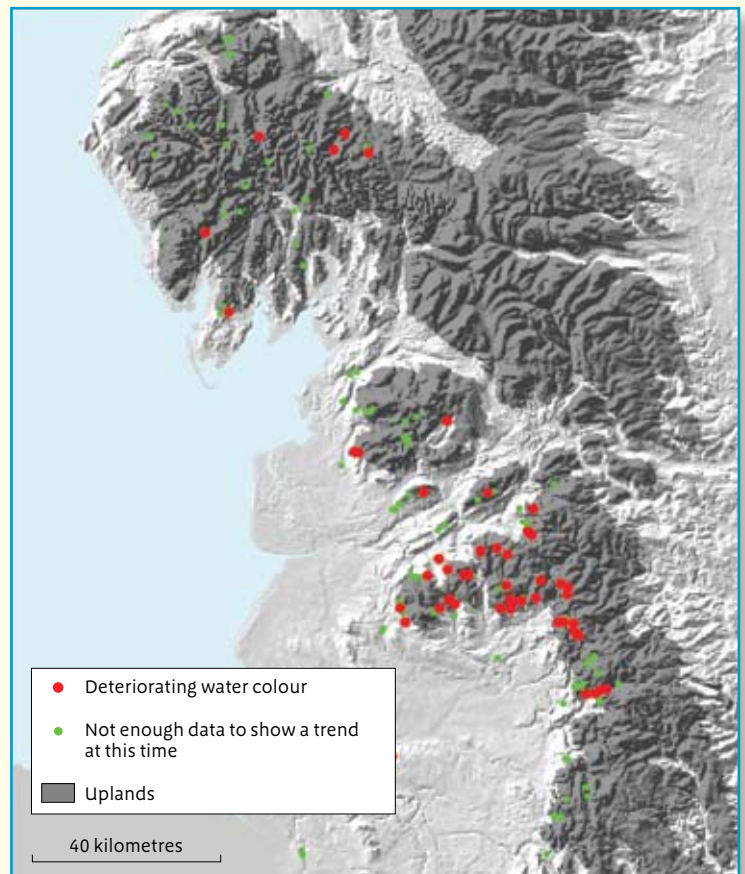 Deteriorating water colour
Not enough data to show a trend
at this time
Uplands
40 kilometres